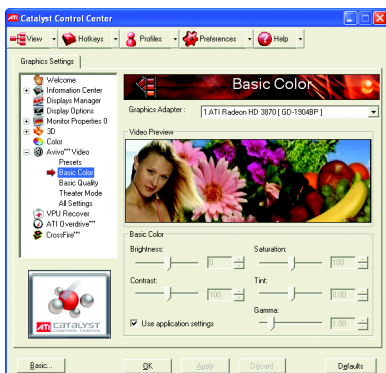 ATI Catalyst Control Center
View Hotkeys Profiles Preferences Help
Graphics Settings
Welcome
Information Center
Displays Manager
Display Options
Monitor Properties 0
3D
Color
Avivo™ Video
Presets
Basic Color
Basic Quality
Theater Mode
All Settings
VPU Recover
ATI Overdrive™
CrossFire™
ATI CATALYST
CONTROL CENTER
Basic Color
Graphics Adapter : 1.ATI Radeon HD 3870 [ GD-1904BP ]
Video Preview
Basic Color
Brightness: Saturation:
0 100
Contrast: Tint:
100 0.00
Gamma:
Use application settings 1.00
Basic... OK Apply Discard Defaults